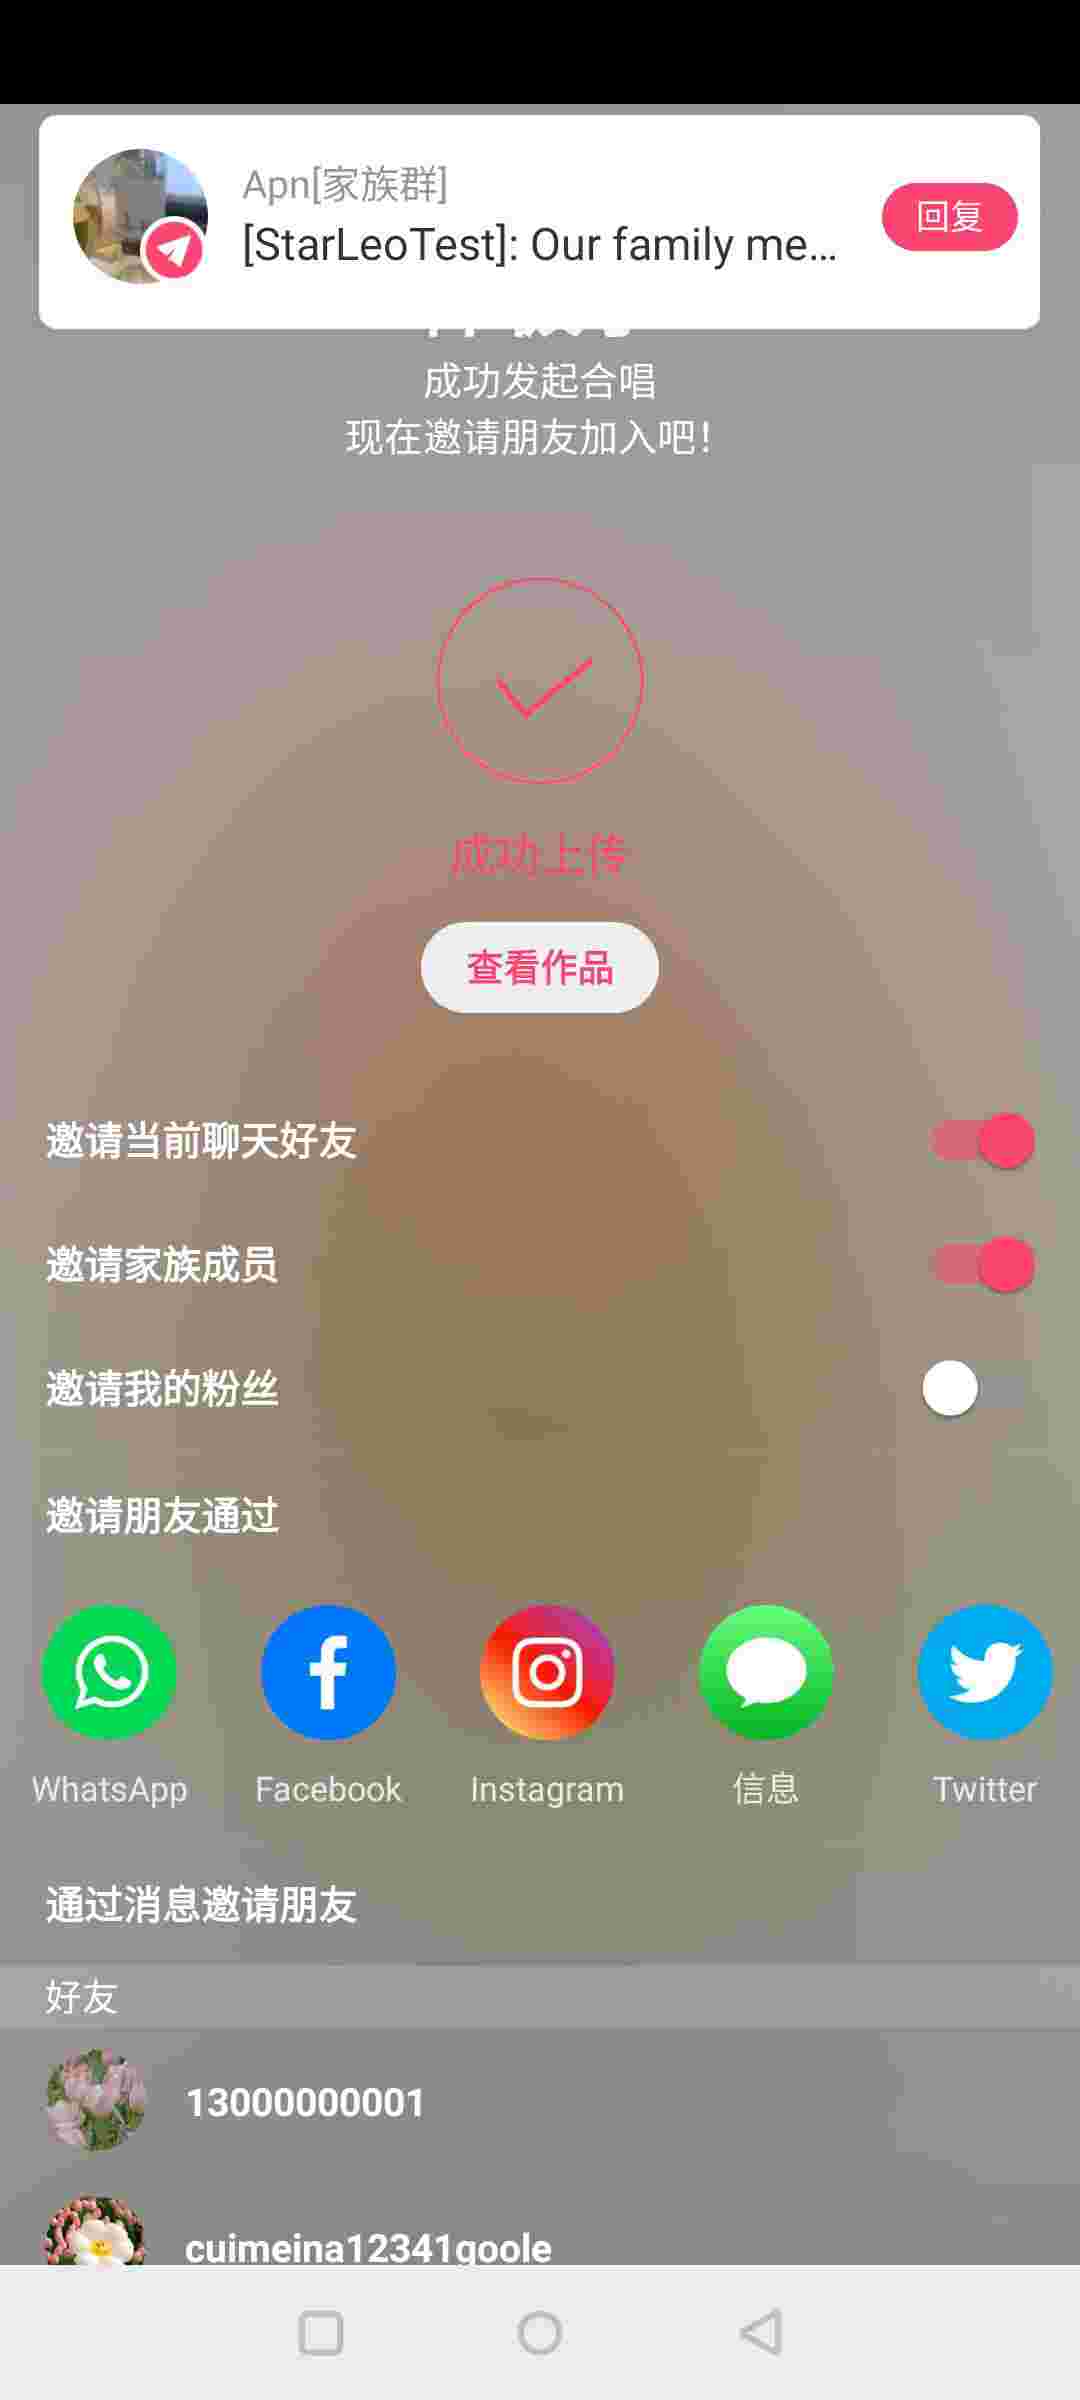 Apn[家族群]
[StarLeoTest]: Our family me...
回复
成功发起合唱
现在邀请朋友加入吧！
成功上传
查看作品
邀请当前聊天好友
邀请家族成员
邀请我的粉丝
邀请朋友通过
WhatsApp Facebook Instagram 信息 Twitter
通过消息邀请朋友
好友
13000000001
cuimeina12341goole